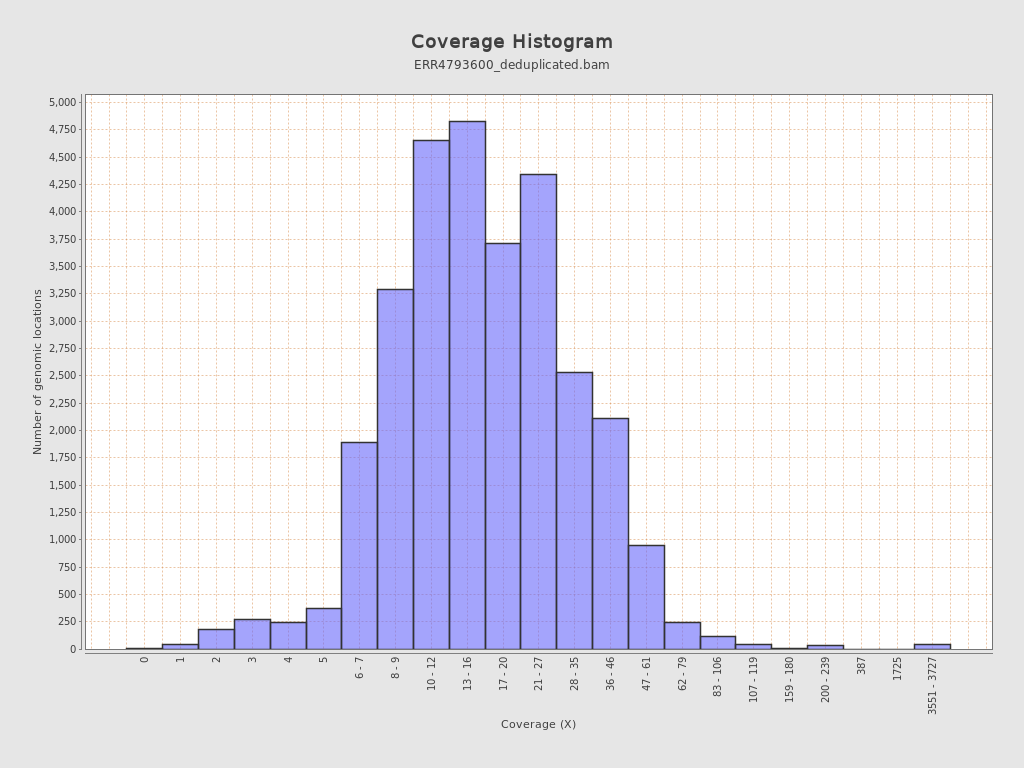 Coverage Histogram
ERR4793600_deduplicated.bam
Number of genomic locations
5,000
4,750
4,500
4,250
4,000
3,750
3,500
3,250
3,000
2,750
2,500
2,250
2,000
1,750
1,500
1,250
1,000
750
500
250
0
0
1
2
3
4
5
6 - 7
8 - 9
10 - 12
13 - 16
17 - 20
21 - 27
28 - 35
36 - 46
47 - 61
62 - 79
83 - 106
107 - 119
159 - 180
200 - 239
387
1725
3551 - 3727
Coverage (X)